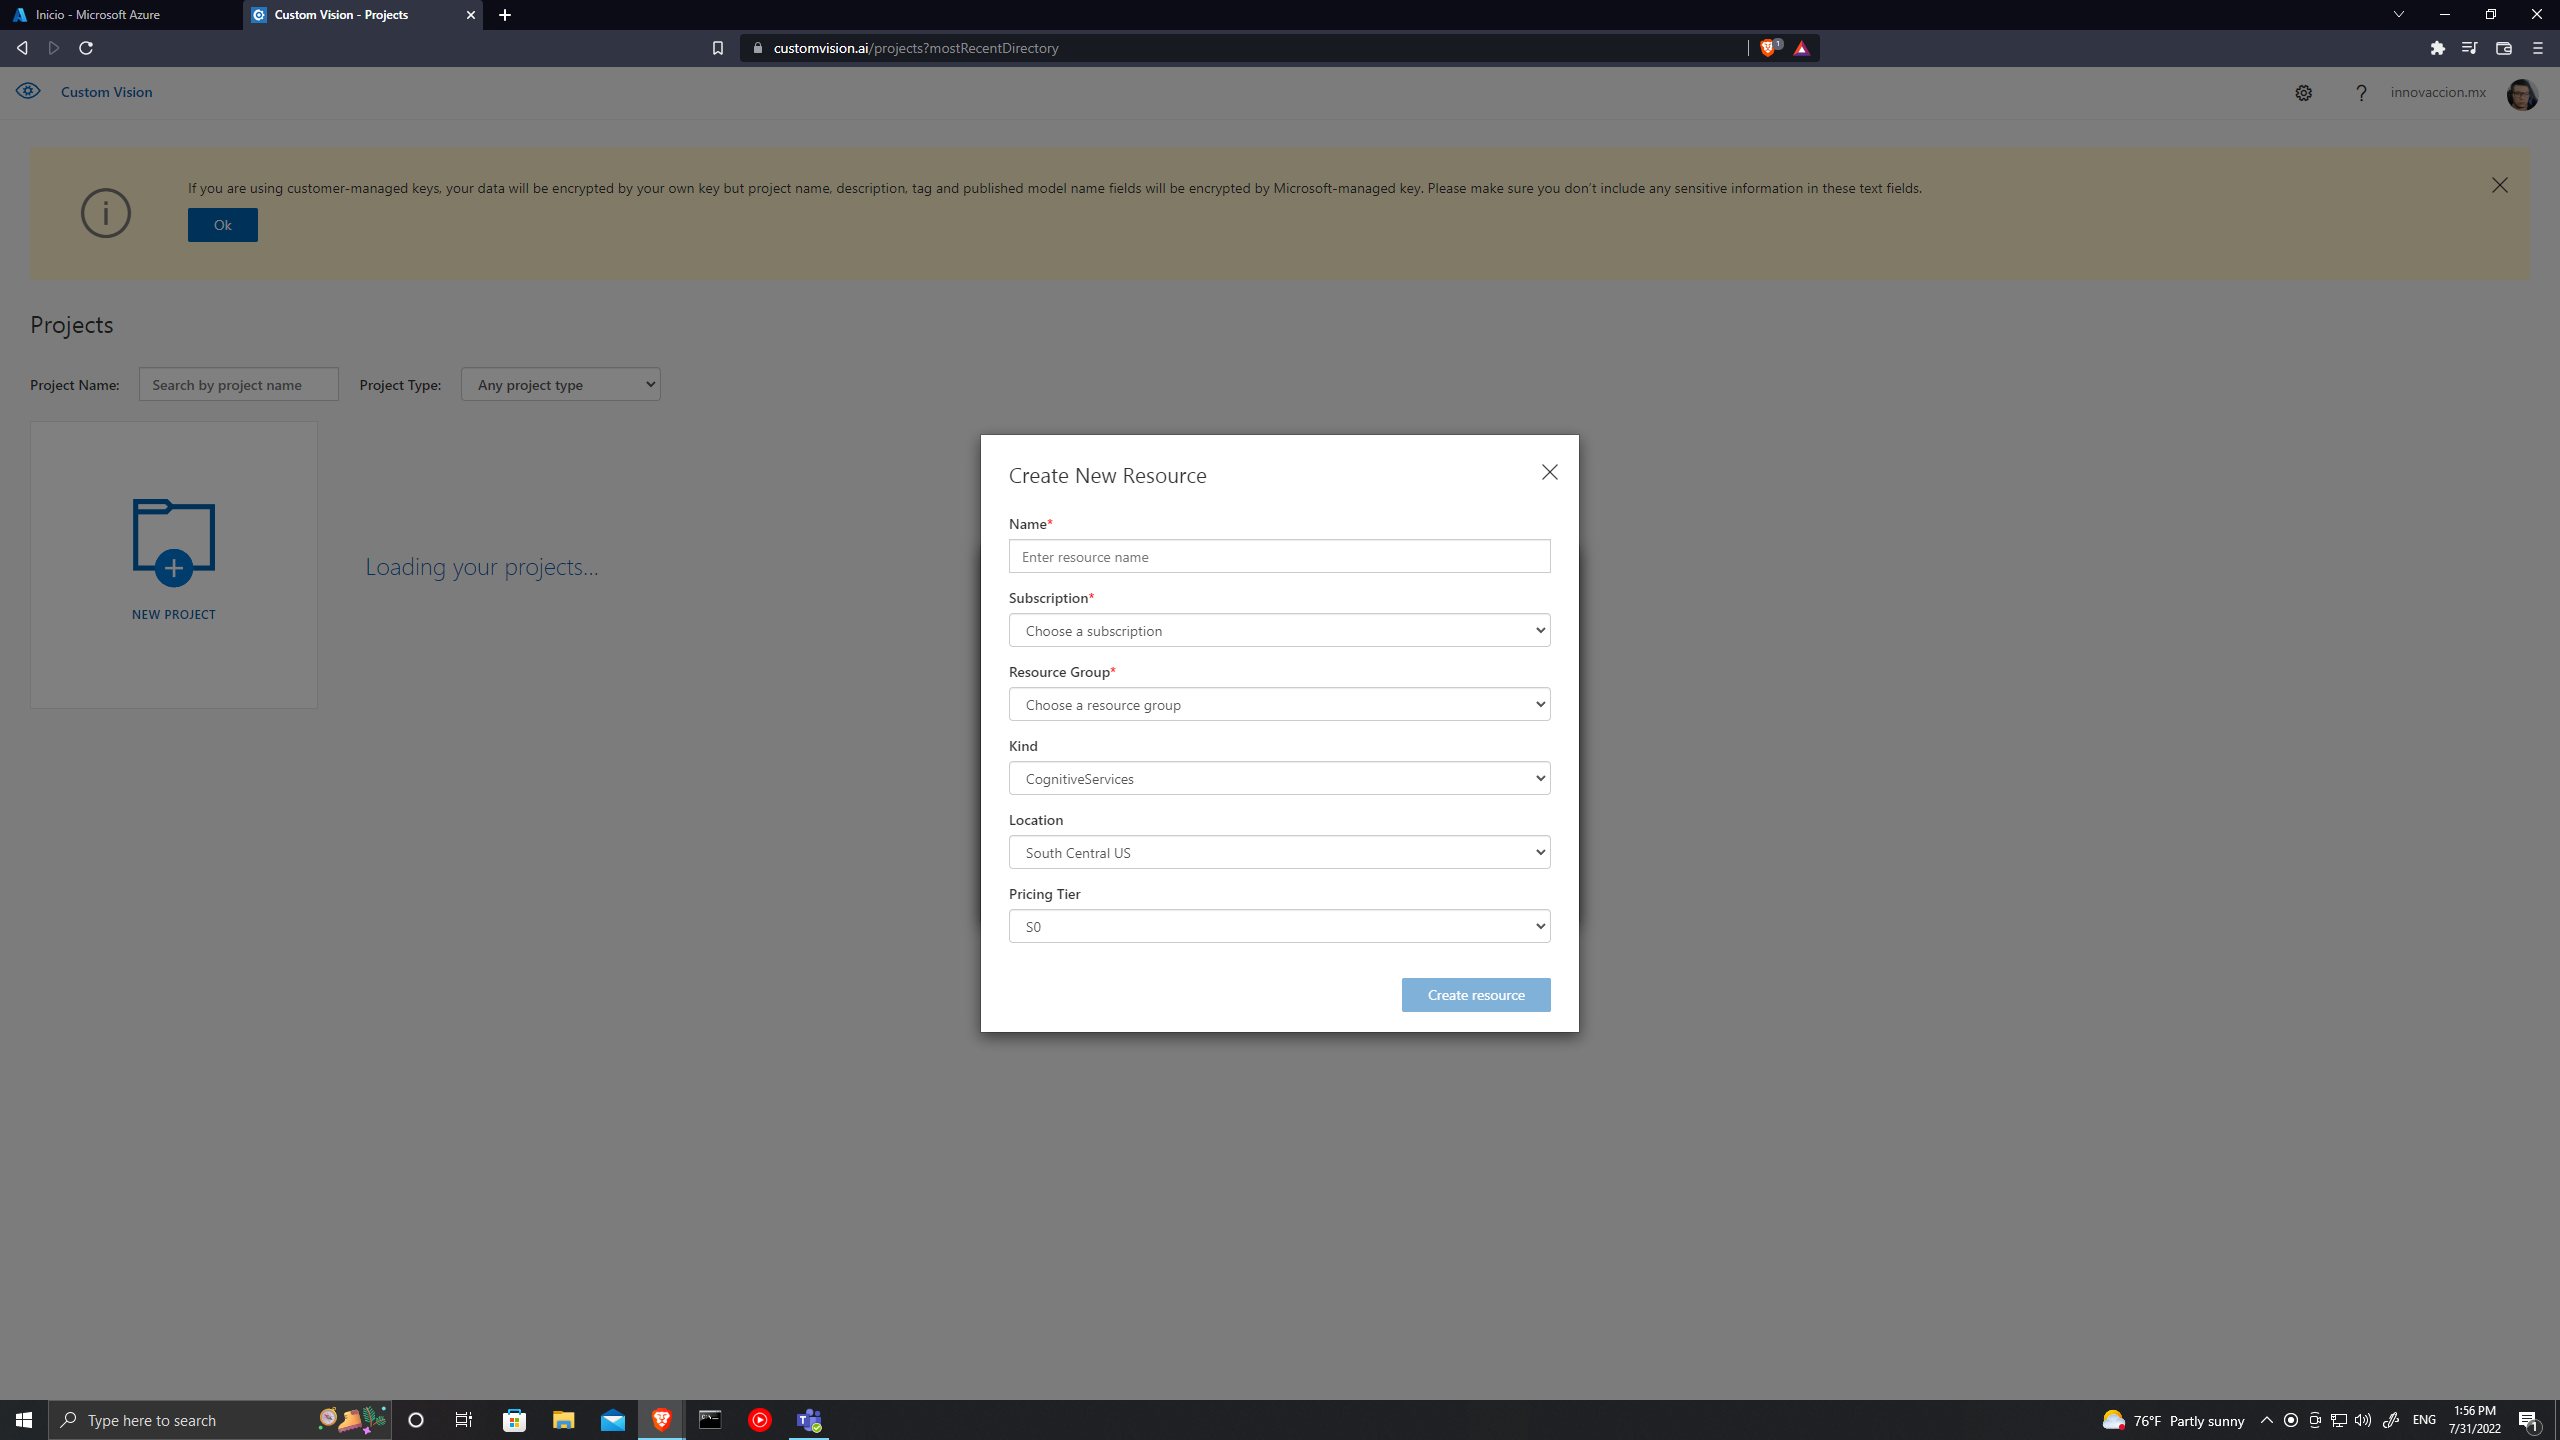 Inicio - Microsoft Azure
Custom Vision - Projects
customvision.ai/projects?mostRecentDirectory
1
Custom Vision
?
innovaccion.mx
If you are using customer-managed keys, your data will be encrypted by your own key but project name, description, tag and published model name fields will be encrypted by Microsoft-managed key. Please make sure you don't include any sensitive information in these text fields.
Ok
Projects
Project Name:
Search by project name
Project Type:
Any project type
NEW PROJECT
Loading your projects...
Create New Resource
Name*
Enter resource name
Subscription*
Choose a subscription
Resource Group*
Choose a resource group
Kind
CognitiveServices
Location
South Central US
Pricing Tier
S0
Create resource
Type here to search
76°F Partly sunny
ENG
1:56 PM
7/31/2022
1